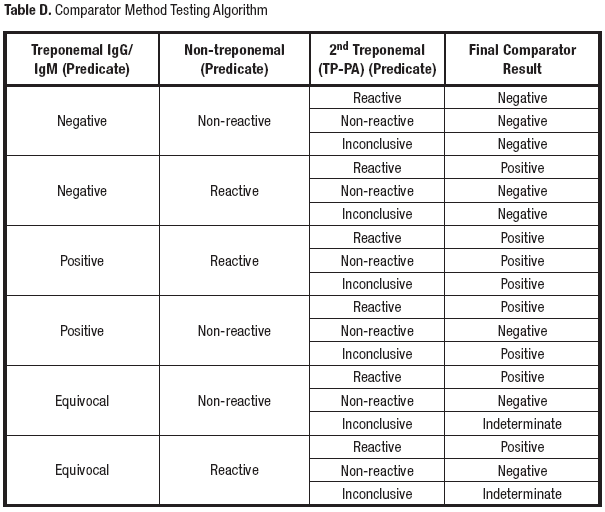 Table D. Comparator Method Testing Algorithm
Treponemal IgG/ IgM (Predicate) | Non-treponemal (Predicate) | 2nd Treponemal (TP-PA) (Predicate) | Final Comparator Result
Negative | Non-reactive | Reactive | Negative
Non-reactive | Negative
Inconclusive | Negative
Negative | Reactive | Reactive | Positive
Non-reactive | Negative
Inconclusive | Negative
Positive | Reactive | Reactive | Positive
Non-reactive | Positive
Inconclusive | Positive
Positive | Non-reactive | Reactive | Positive
Non-reactive | Negative
Inconclusive | Positive
Equivocal | Non-reactive | Reactive | Positive
Non-reactive | Negative
Inconclusive | Indeterminate
Equivocal | Reactive | Reactive | Positive
Non-reactive | Negative
Inconclusive | Indeterminate